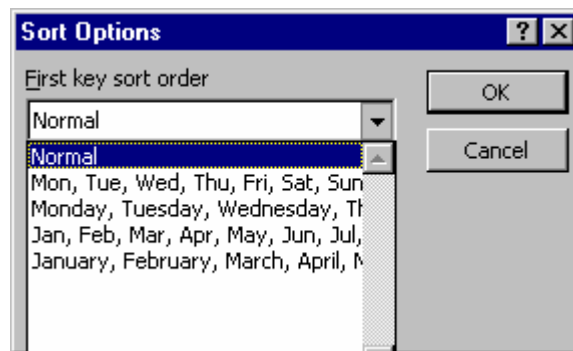 Sort Options
First key sort order
OK
Normal
Cancel
Normal
Mon, Tue, Wed, Thu, Fri, Sat, Sun
Monday, Tuesday, Wednesday,
Jan, Feb, Mar, Apr, May, Jun, Jul,
January, February, March, April,